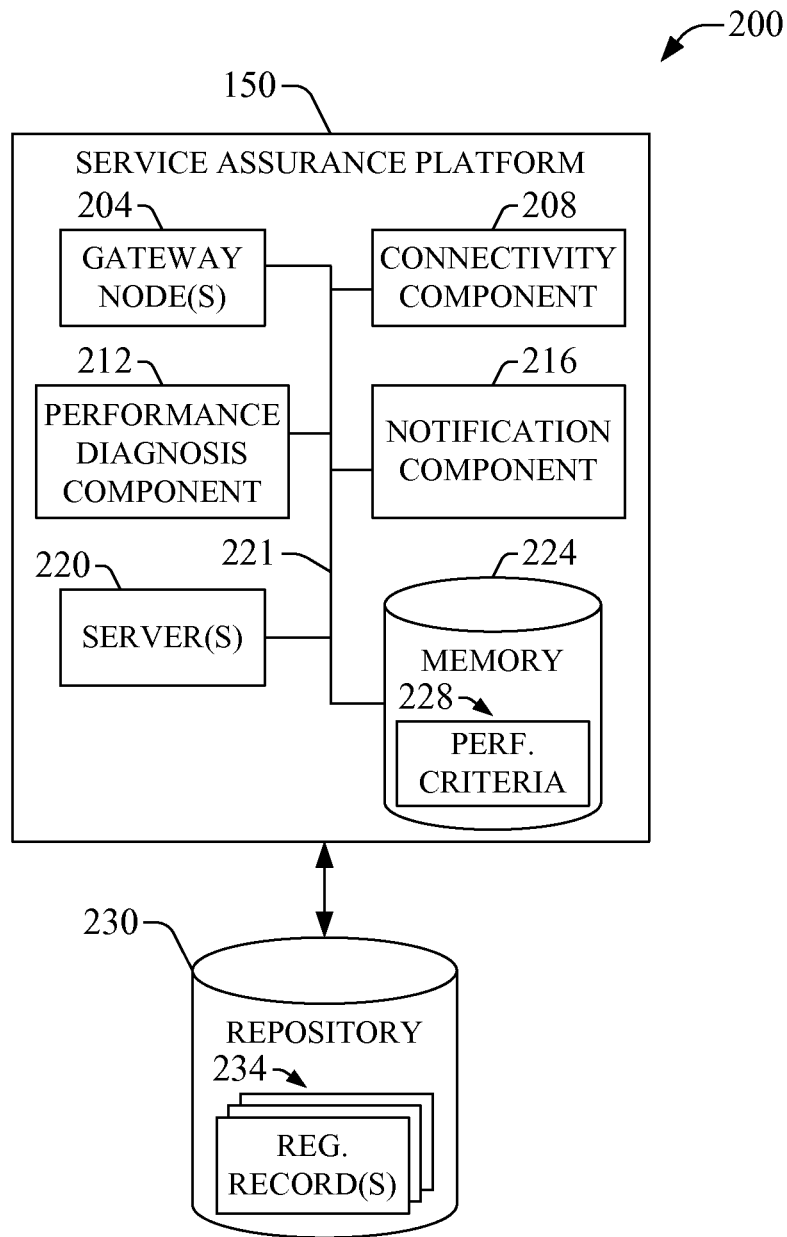 200
150
SERVICE ASSURANCE PLATFORM
204
GATEWAY
NODE(S)
208
CONNECTIVITY
COMPONENT
212
PERFORMANCE
DIAGNOSIS
COMPONENT
216
NOTIFICATION
COMPONENT
220
SERVER(S)
221
224
MEMORY
228
PERF.
CRITERIA
230
REPOSITORY
234
REG.
RECORD(S)